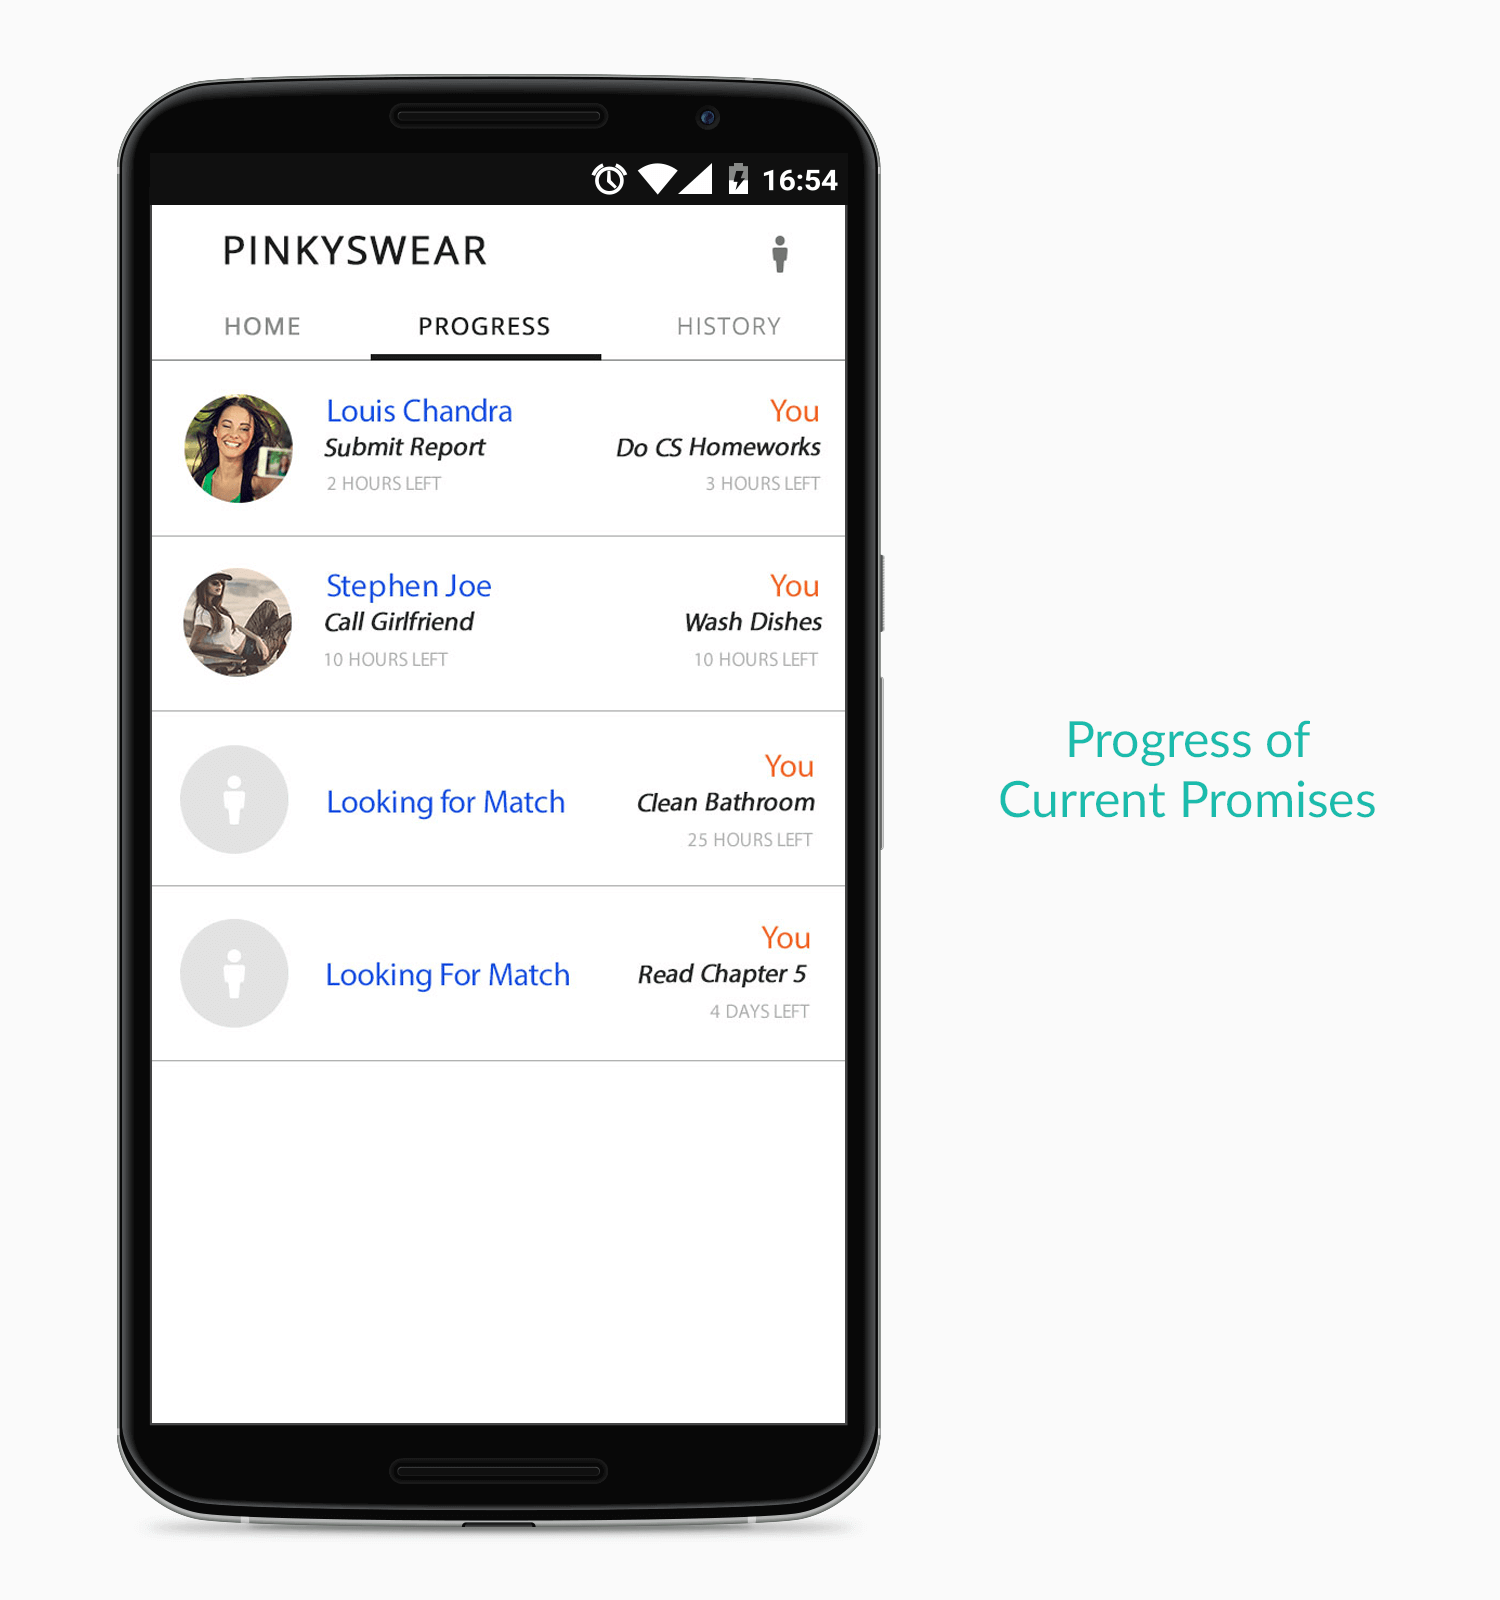 16:54
PINKYSWEAR
HOME PROGRESS HISTORY
Louis Chandra You
Submit Report Do CS Homeworks
2 HOURS LEFT 3 HOURS LEFT
Stephen Joe You
Call Girlfriend Wash Dishes
10 HOURS LEFT 10 HOURS LEFT
You
Looking for Match Clean Bathroom
25 HOURS LEFT
You
Looking For Match Read Chapter 5
4 DAYS LEFT
Progress of
Current Promises